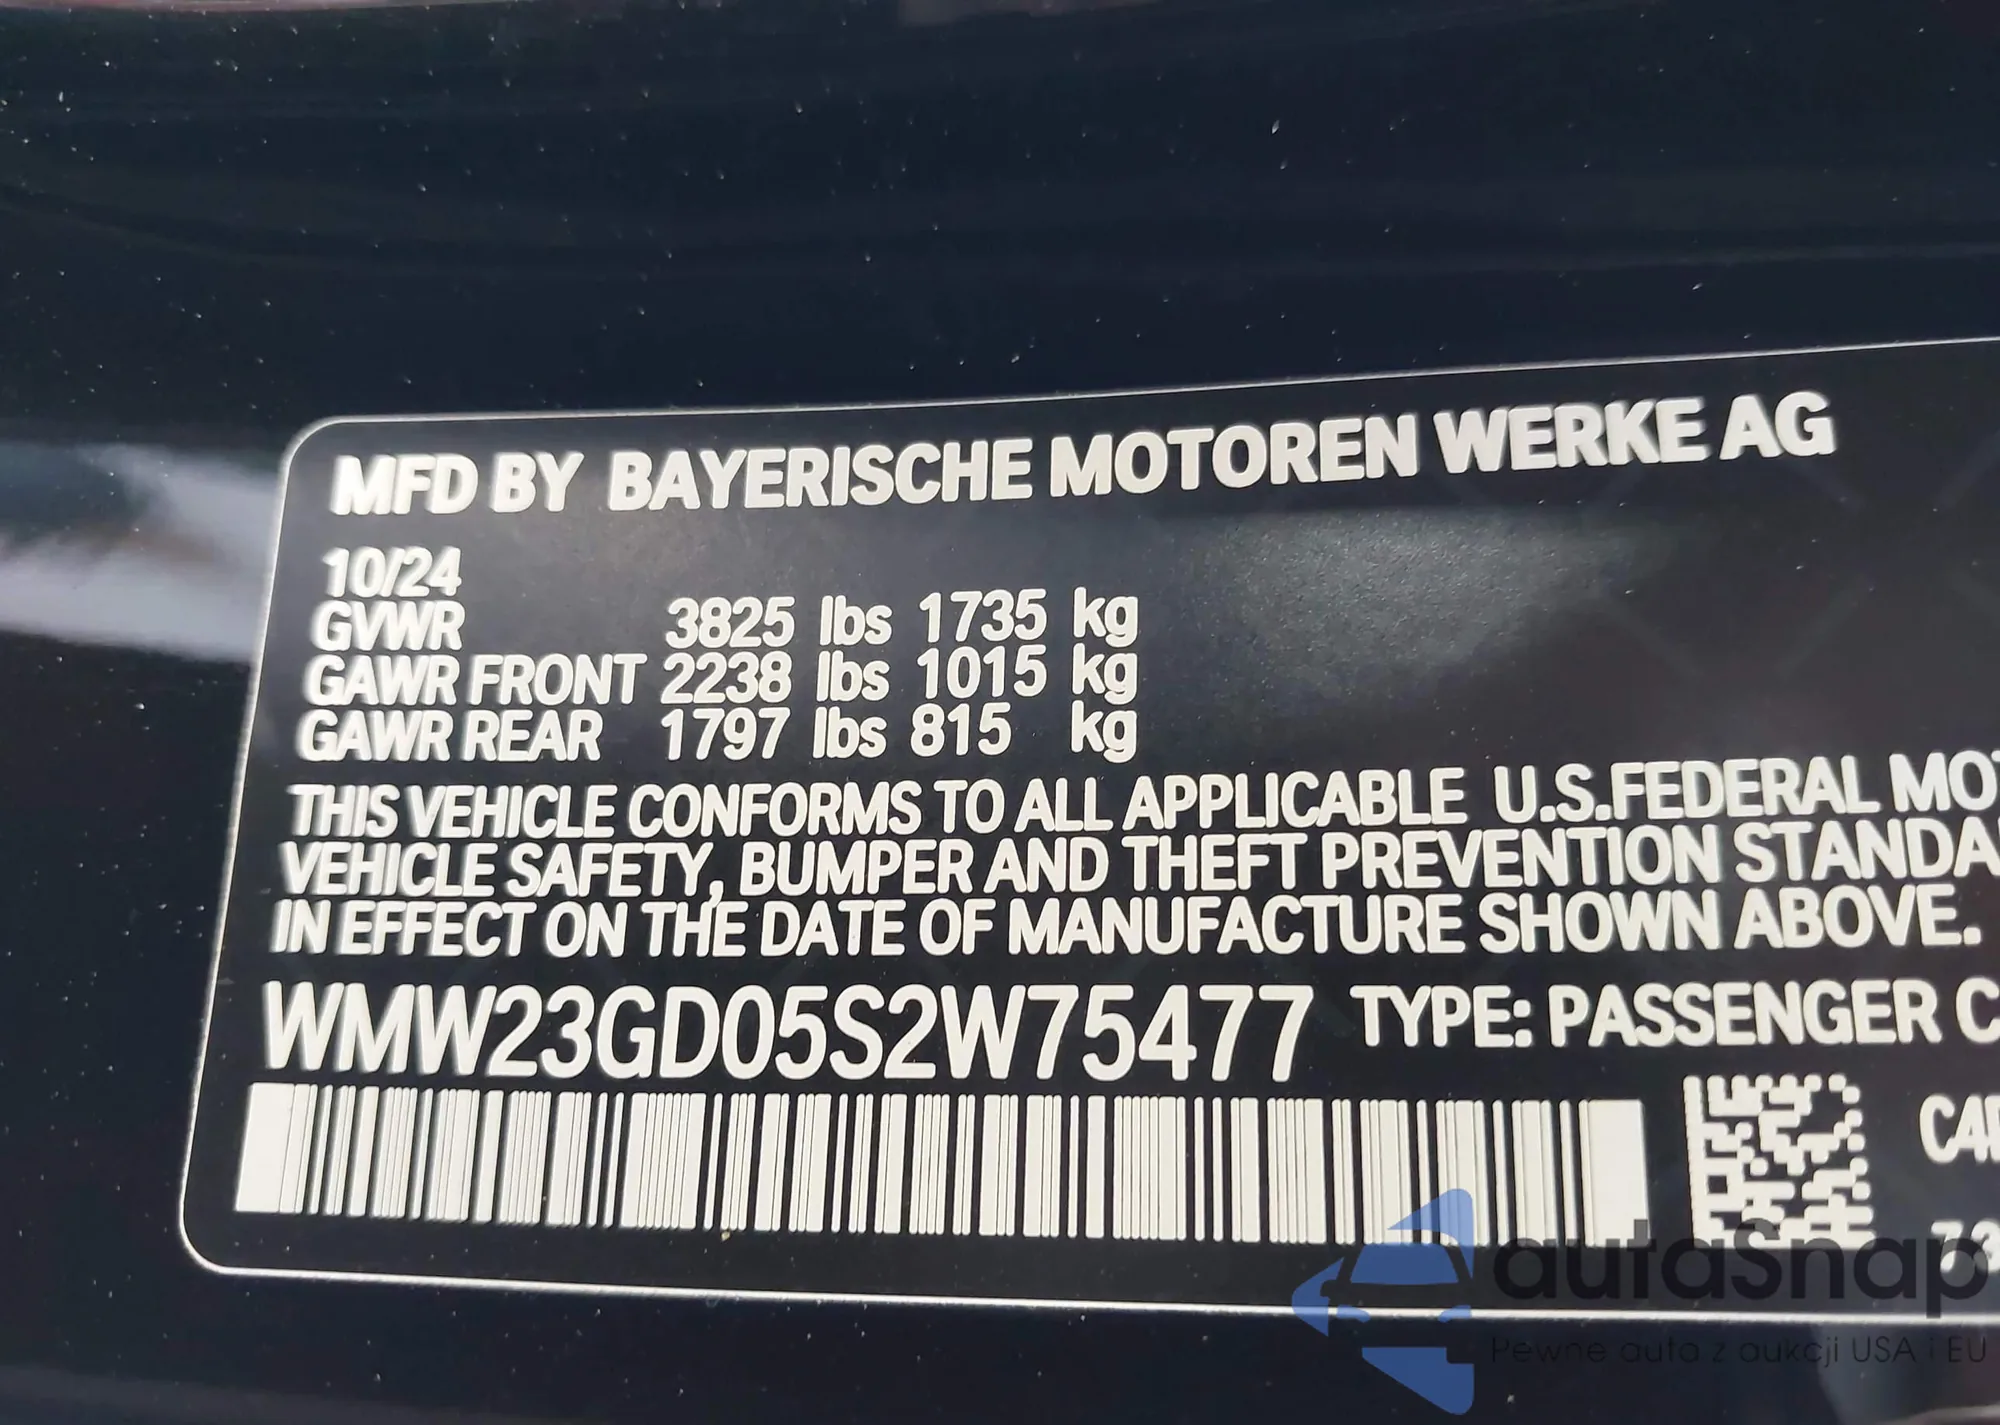 MFD BY BAYERISCHE MOTOREN WERKE AG
10/24
GVWR 3825 lbs 1735 kg
GAWR FRONT 2238 lbs 1015 kg
GAWR REAR 1797 lbs 815 kg
THIS VEHICLE CONFORMS TO ALL APPLICABLE U.S.FEDERAL MOT
VEHICLE SAFETY, BUMPER AND THEFT PREVENTION STANDA
IN EFFECT ON THE DATE OF MANUFACTURE SHOWN ABOVE.
WMW23GD05S2W75477 TYPE: PASSENGER C
autaSnap
Pewne auta z aukcji USA i EU